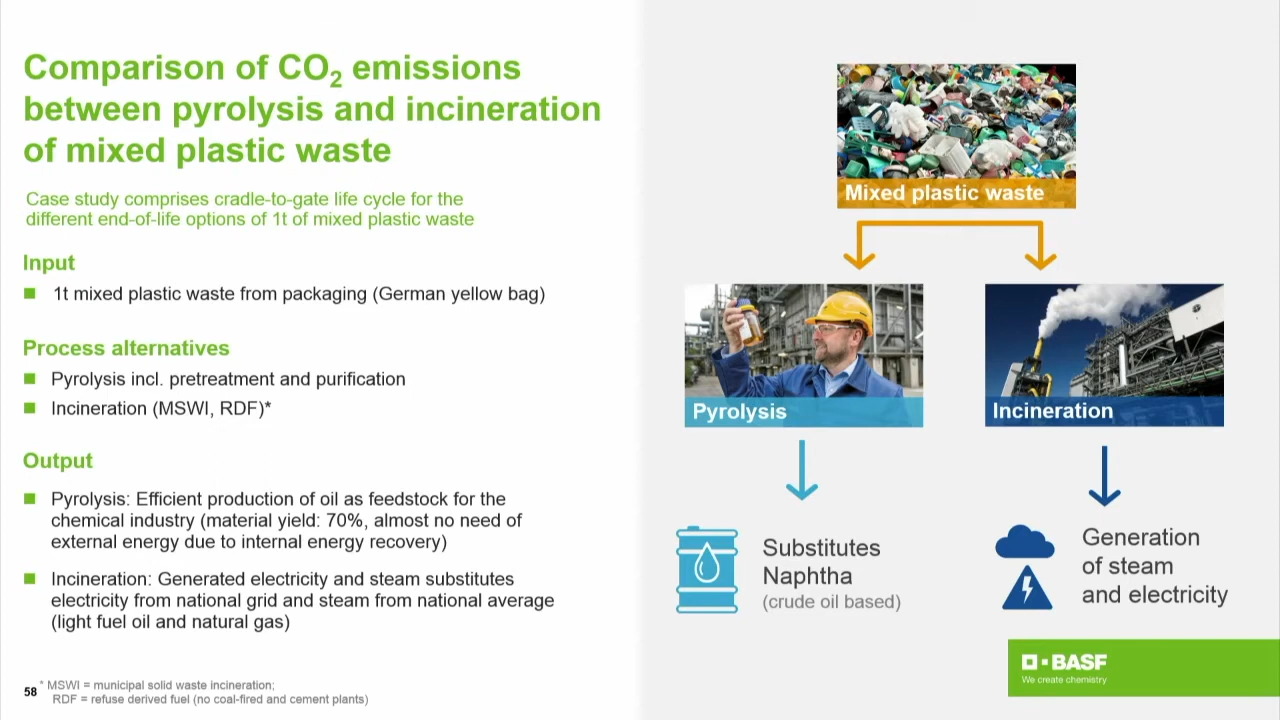 Comparison of CO₂ emissions
between pyrolysis and incineration
of mixed plastic waste
Case study comprises cradle-to-gate life cycle for the
different end-of-life options of 1t of mixed plastic waste
Input
1t mixed plastic waste from packaging (German yellow bag)
Process alternatives
Pyrolysis incl. pretreatment and purification
Incineration (MSWI, RDF)*
Output
Pyrolysis: Efficient production of oil as feedstock for the
chemical industry (material yield: 70%, almost no need of
external energy due to internal energy recovery)
Incineration: Generated electricity and steam substitutes
electricity from national grid and steam from national average
(light fuel oil and natural gas)
58
* MSWI = municipal solid waste incineration;
RDF = refuse derived fuel (no coal-fired and cement plants)
Mixed plastic waste
Pyrolysis
Incineration
Substitutes
Naphtha
(crude oil based)
Generation
of steam
and electricity
BASF
We create chemistry